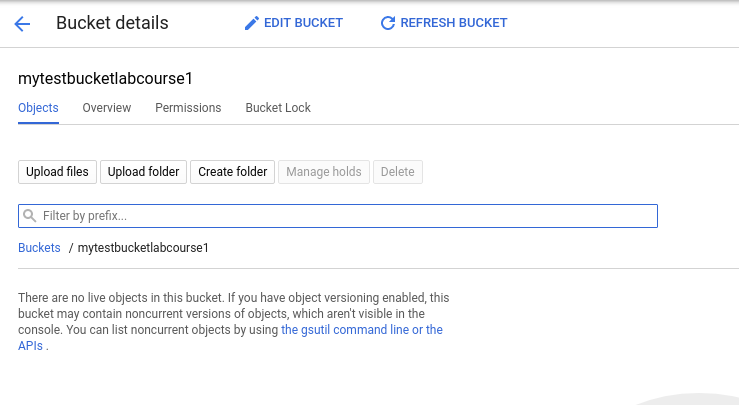 Bucket details EDIT BUCKET REFRESH BUCKET
mytestbucketlabcourse1
Objects Overview Permissions Bucket Lock
Upload files Upload folder Create folder Manage holds Delete
Filter by prefix...
Buckets / mytestbucketlabcourse1
There are no live objects in this bucket. If you have object versioning enabled, this
bucket may contain noncurrent versions of objects, which aren't visible in the
console. You can list noncurrent objects by using the gsutil command line or the
APIs .